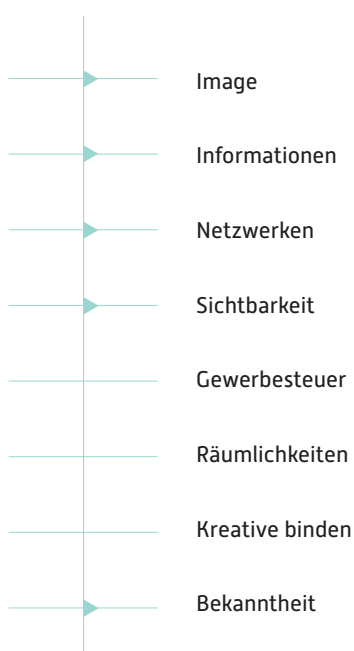 Image
Informationen
Netzwerken
Sichtbarkeit
Gewerbesteuer
Räumlichkeiten
Kreative binden
Bekanntheit